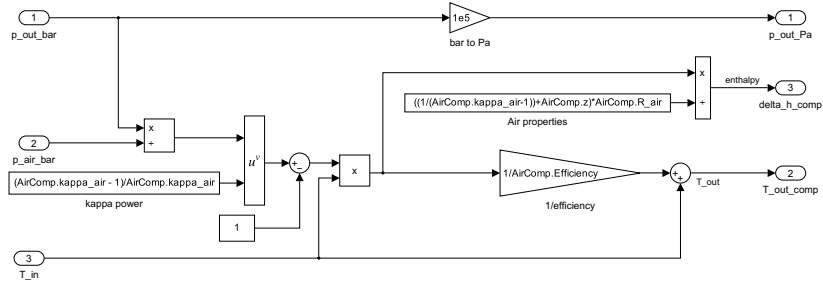 1
p_out_bar
1e5
bar to Pa
1
p_out_Pa
x
÷
enthalpy
3
delta_h_comp
((1/(AirComp.kappa_air-1))+AirComp.z)*AirComp.R_air
Air properties
2
p_air_bar
x
÷
u^v
(AirComp.kappa_air - 1)/AirComp.kappa_air
kappa power
+
−
x
1
1/AirComp.Efficiency
1/efficiency
+
+
T_out
2
T_out_comp
3
T_in